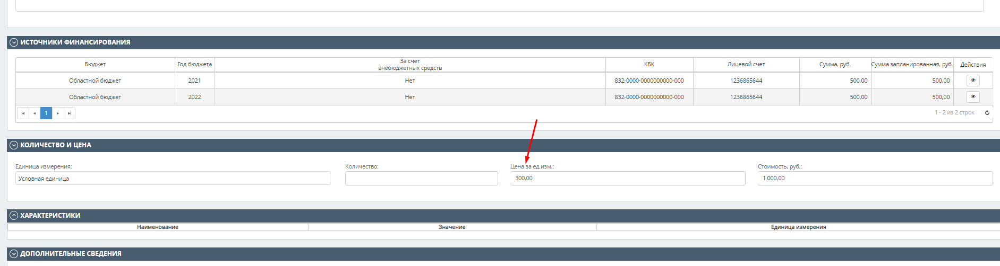 ИСТОЧНИКИ ФИНАНСИРОВАНИЯ
Бюджет Год бюджета За счет внебюджетных средств КБК Лицевой счет Сумма, руб. Сумма запланированная, руб. Действия
Областной бюджет 2021 Нет 832-0000-0000000000-000 1236865644 500,00 500,00
Областной бюджет 2022 Нет 832-0000-0000000000-000 1236865644 500,00 500,00
1 1 - 2 из 2 строк
КОЛИЧЕСТВО И ЦЕНА
Единица измерения: Количество: Цена за ед.изм.: Стоимость, руб.:
Условная единица 300,00 1 000,00
ХАРАКТЕРИСТИКИ
Наименование Значение Единица измерения
ДОПОЛНИТЕЛЬНЫЕ СВЕДЕНИЯ